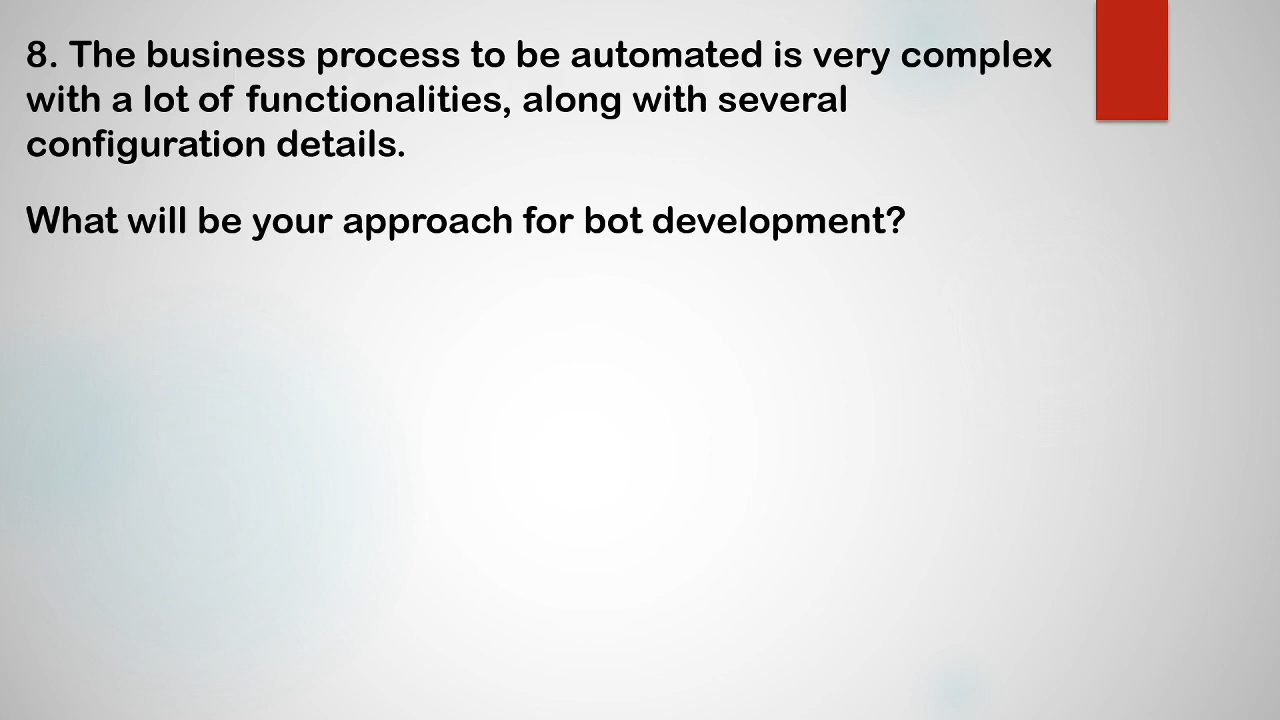 8. The business process to be automated is very complex
with a lot of functionalities, along with several
configuration details.
What will be your approach for bot development?